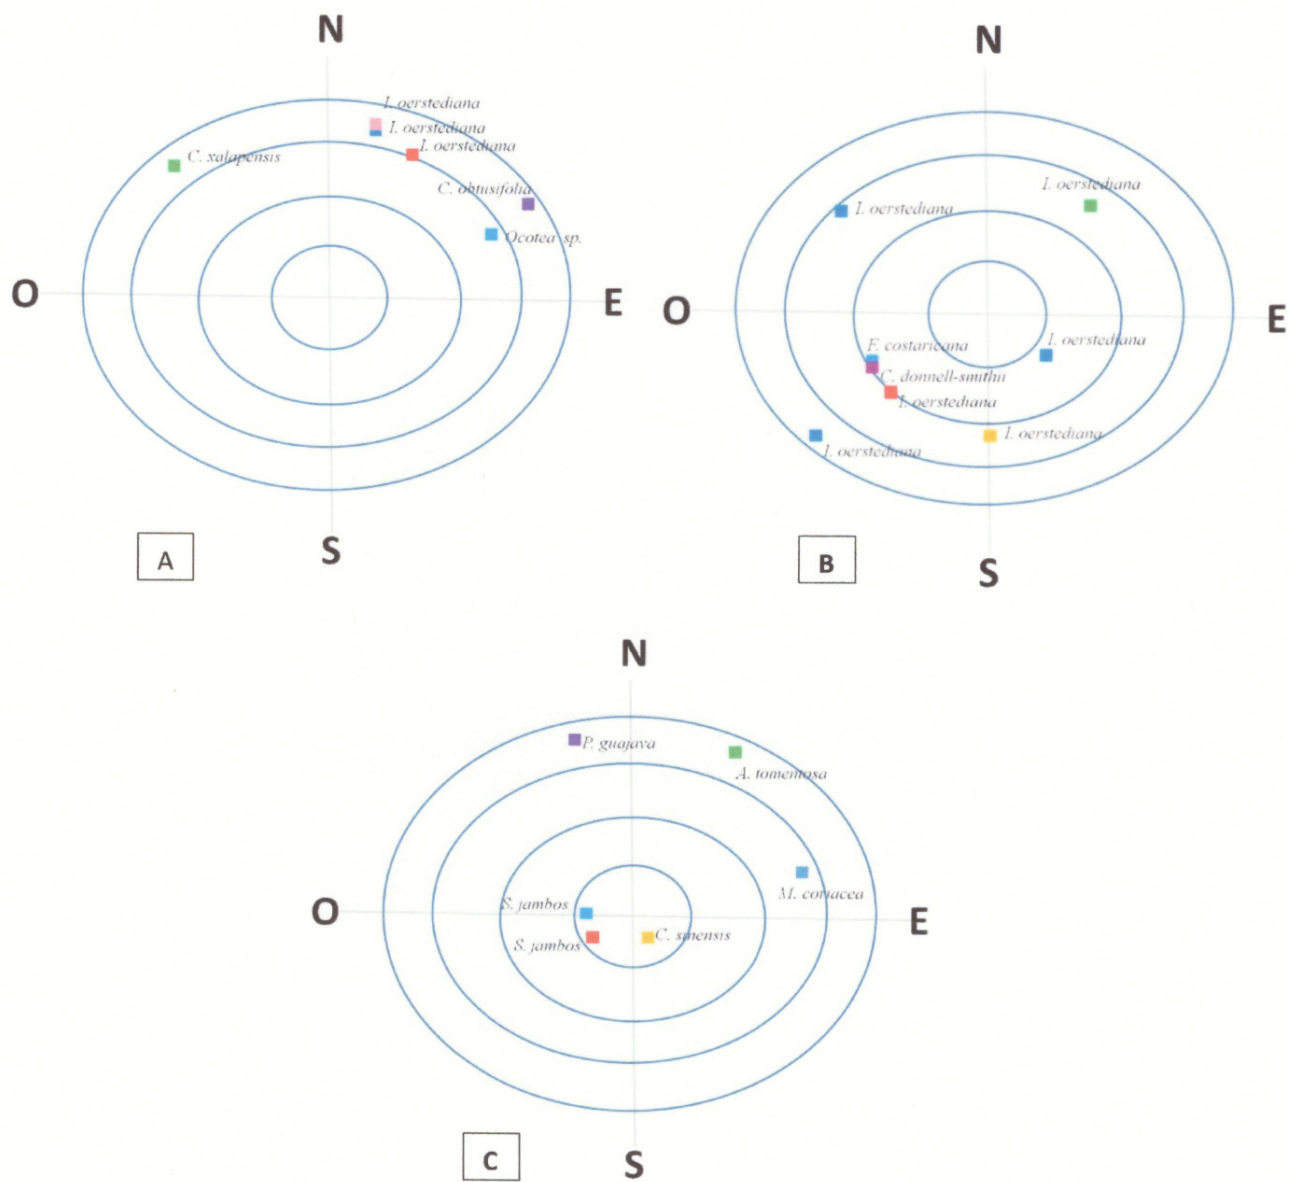 N
I. oerstediana
I. oerstediana
I. oerstediana
C. xalapensis
C. obtusifolia
Ocotea sp.
O
E
A
S
N
I. oerstediana
I. oerstediana
O
E
I. oerstediana
F. costaricana
C. donnell-smithii
I. oerstediana
I. oerstediana
I. oerstediana
B
S
N
P. guajava
A. tomentosa
M. coriacea
S. jambos
O
E
C. sinensis
S. jambos
C
S